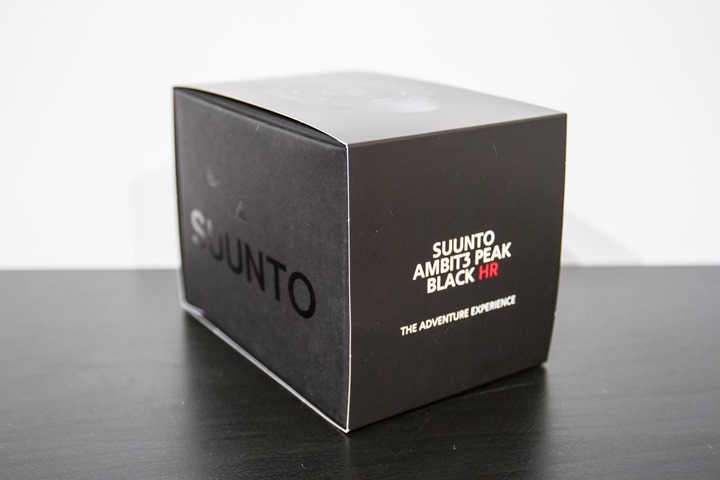 SUUNTO
SUUNTO
AMBIT3 PEAK
BLACK HR
THE ADVENTURE EXPERIENCE